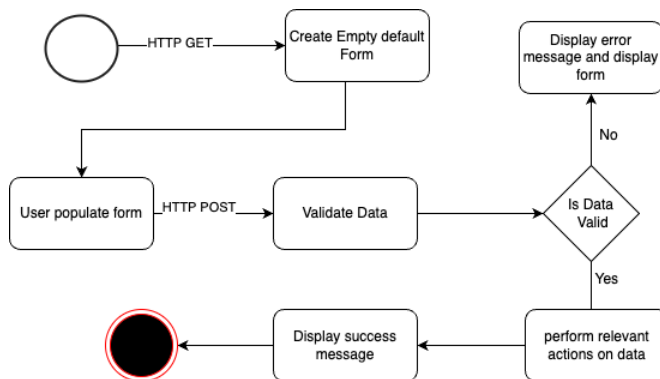 HTTP GET
Create Empty default
Form
Display error
message and display
form
No
User populate form
HTTP POST
Validate Data
Is Data
Valid
Yes
Display success
message
perform relevant
actions on data